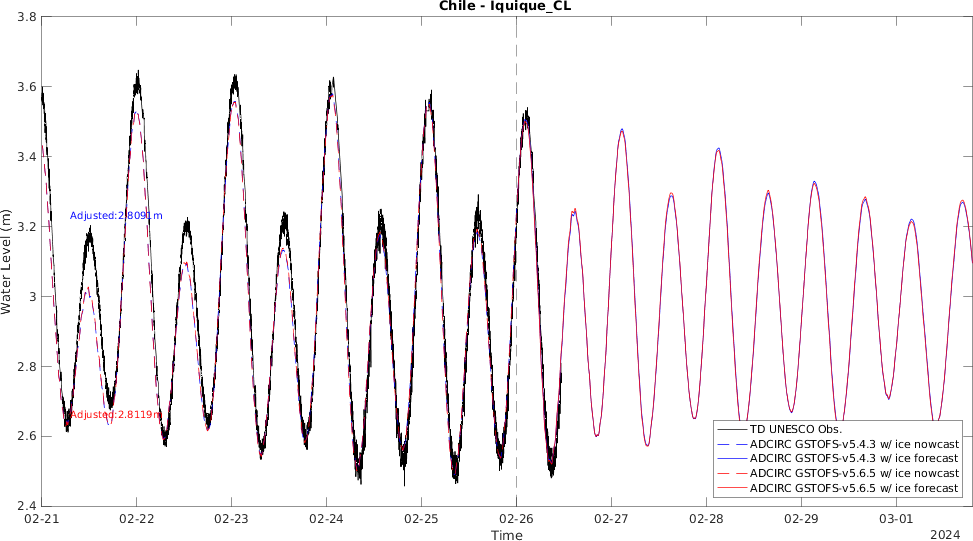 Chile - Iquique_CL
3.8
3.6
3.4
3.2
3
2.8
2.6
2.4
Water Level (m)
Adjusted:2.8091m
Adjusted:2.8119m
TD UNESCO Obs.
ADCIRC GSTOFS-v5.4.3 w/ ice nowcast
ADCIRC GSTOFS-v5.4.3 w/ ice forecast
ADCIRC GSTOFS-v5.6.5 w/ ice nowcast
ADCIRC GSTOFS-v5.6.5 w/ ice forecast
02-21 02-22 02-23 02-24 02-25 02-26 02-27 02-28 02-29 03-01
Time
2024